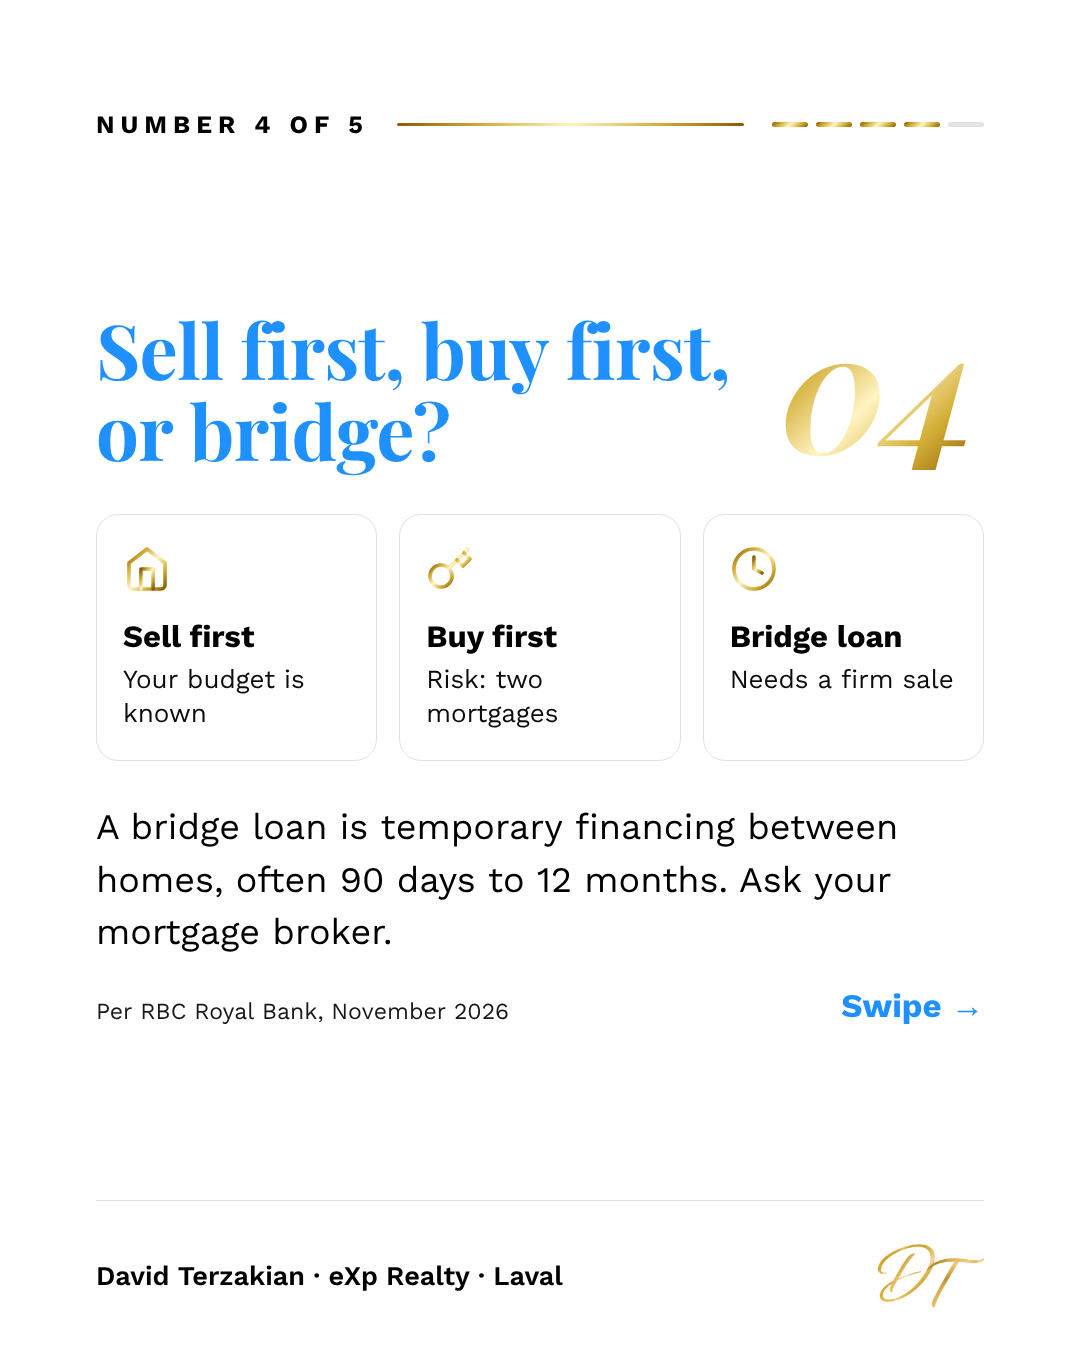 NUMBER 4 OF 5
Sell first, buy first,
or bridge?
04
Sell first
Your budget is
known
Buy first
Risk: two
mortgages
Bridge loan
Needs a firm sale
A bridge loan is temporary financing between
homes, often 90 days to 12 months. Ask your
mortgage broker.
Per RBC Royal Bank, November 2026
Swipe →
David Terzakian · eXp Realty · Laval
DT